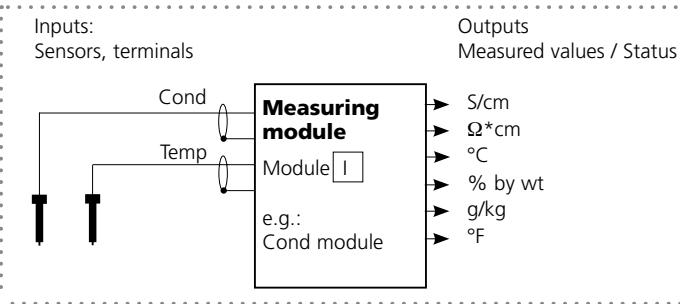 Inputs:
Sensors, terminals
Outputs
Measured values / Status
Cond
Temp
Measuring
module
Module I
e.g.:
Cond module
S/cm
Ω*cm
°C
% by wt
g/kg
°F